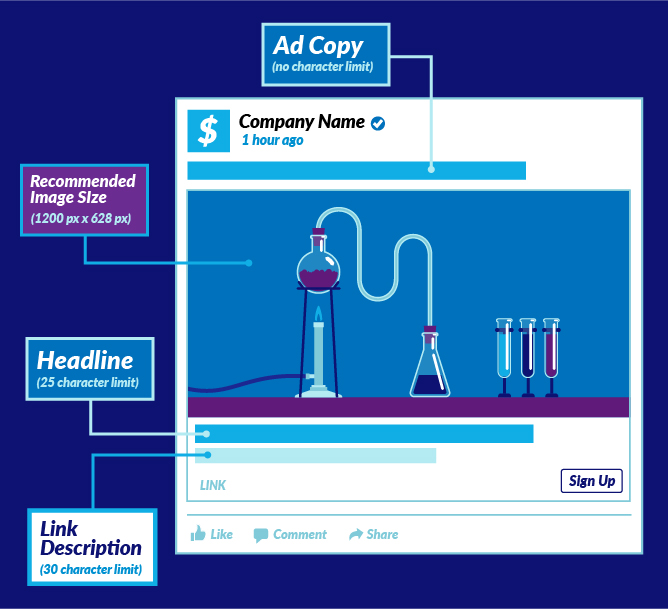 Ad Copy
(no character limit)
$
Company Name
1 hour ago
Recommended
Image SIze
(1200 px x 628 px)
Headline
(25 character limit)
LINK
Sign Up
Link
Description
(30 character limit)
Like
Comment
Share